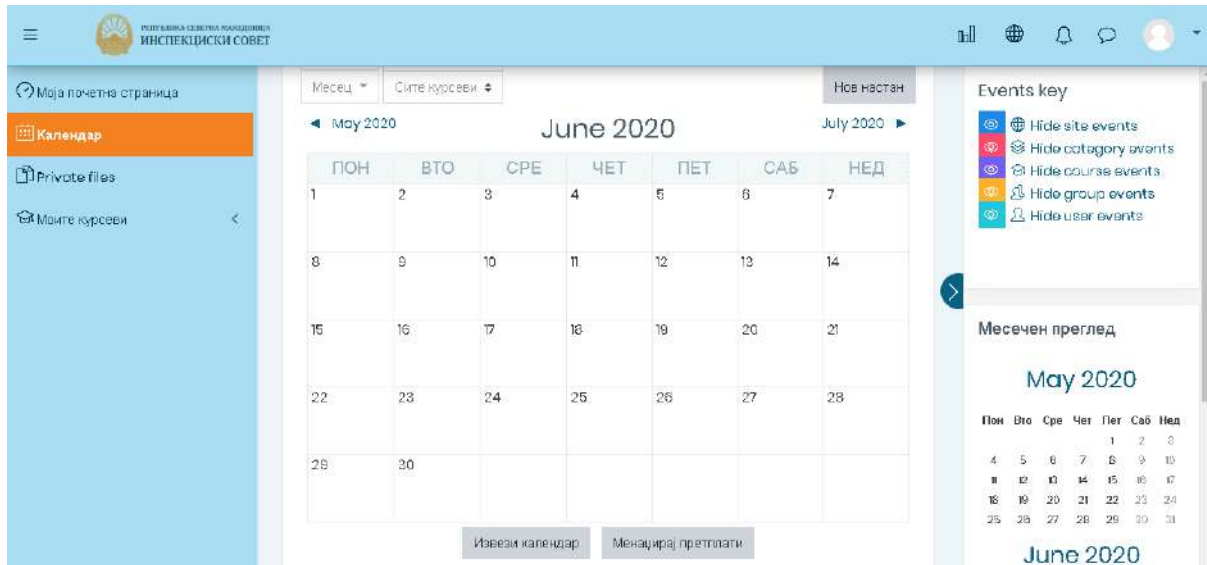 РЕПУБЛИКА СЕВЕРНА МАКЕДОНИЈА
ИНСПЕКЦИСКИ СОВЕТ
Моја почетна страница
Календар
Private files
Моите курсеви
Месец
Сите курсеви
Нов настан
May 2020
June 2020
July 2020
ПОН ВТО СРЕ ЧЕТ ПЕТ САБ НЕД
1 2 3 4 5 6 7
8 9 10 11 12 13 14
15 16 17 18 19 20 21
22 23 24 25 26 27 28
29 30
Извези календар
Менаџирај претплати
Events key
Hide site events
Hide category events
Hide course events
Hide group events
Hide user events
Месечен преглед
May 2020
Пон Вто Сре Чет Пет Саб Нед
1 2 3
4 5 6 7 8 9 10
11 12 13 14 15 16 17
18 19 20 21 22 23 24
25 26 27 28 29 30 31
June 2020